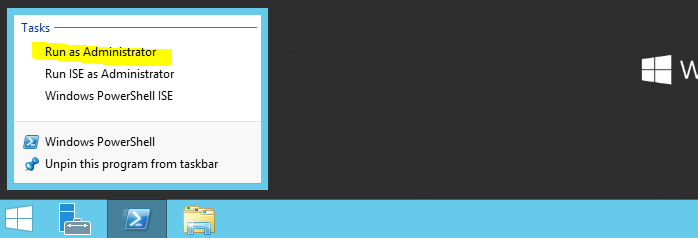 Tasks
Run as Administrator
Run ISE as Administrator
Windows PowerShell ISE
Windows PowerShell
Unpin this program from taskbar
W